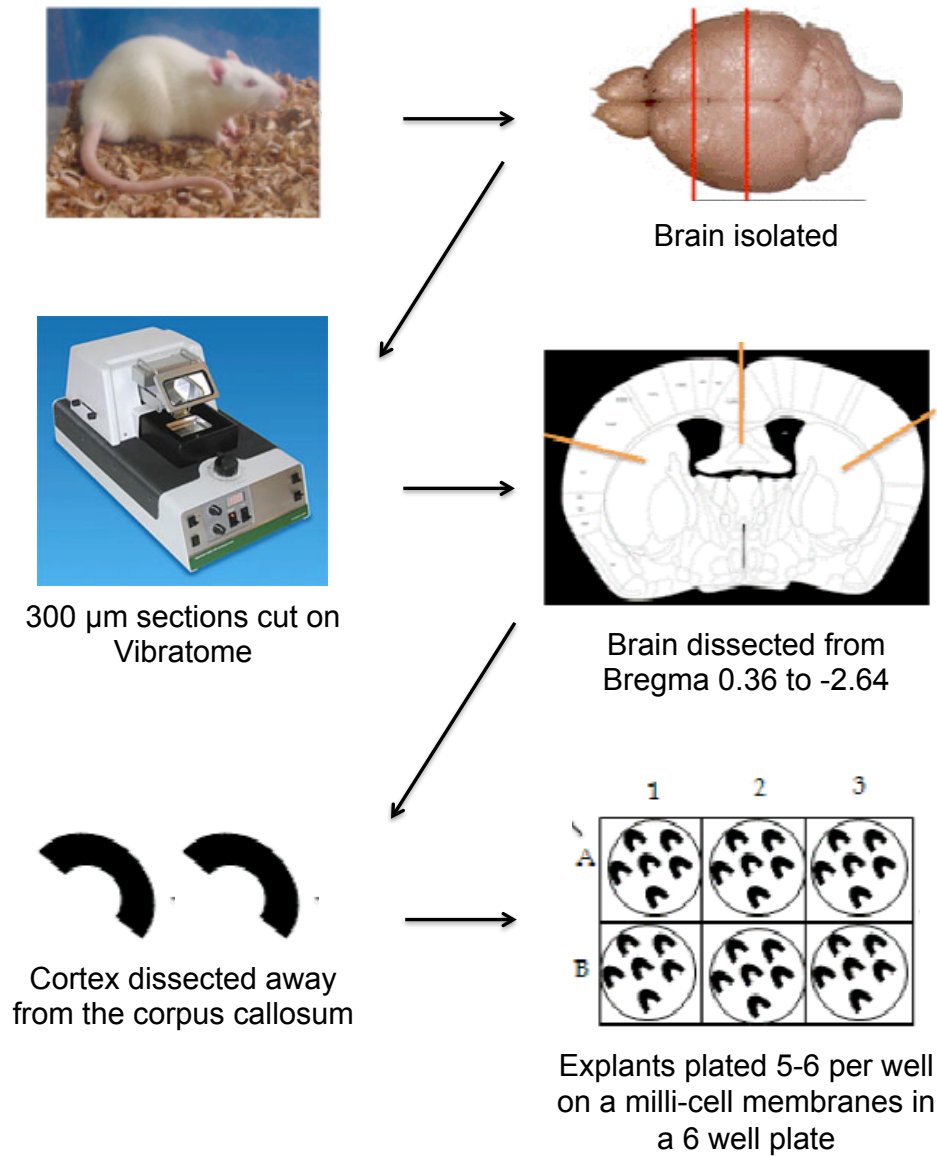 Brain isolated
300 µm sections cut on
Vibratome
Brain dissected from
Bregma 0.36 to -2.64
Cortex dissected away
from the corpus callosum
1 2 3
A
B
Explants plated 5-6 per well
on a milli-cell membranes in
a 6 well plate